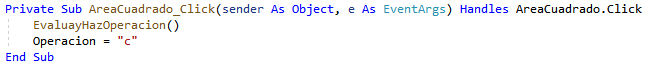 Private Sub AreaCuadrado_Click(sender As Object, e As EventArgs) Handles AreaCuadrado.Click
    EvaluayHazOperacion()
    Operacion = "c"
End Sub